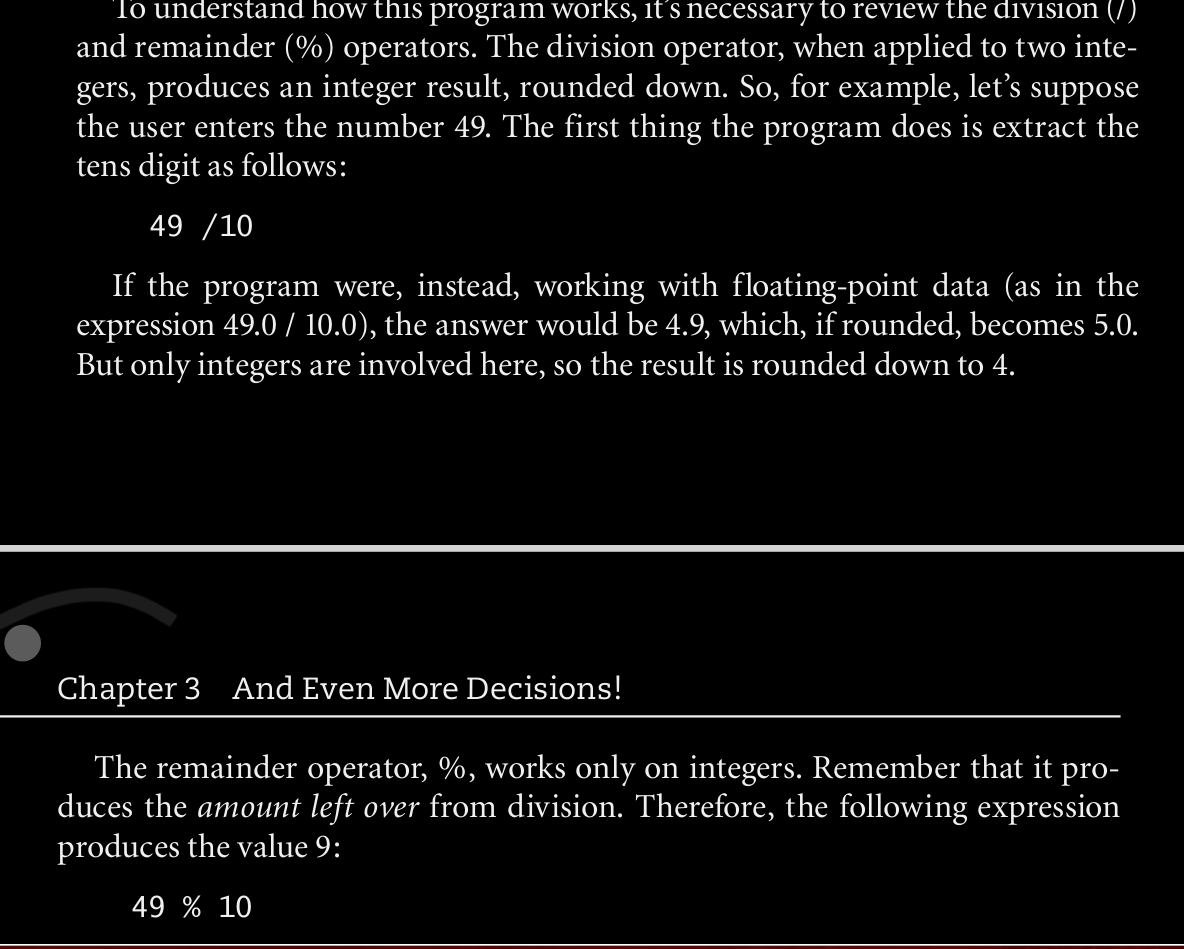 To understand how this program works, it's necessary to review the division (/)
and remainder (%) operators. The division operator, when applied to two inte-
gers, produces an integer result, rounded down. So, for example, let's suppose
the user enters the number 49. The first thing the program does is extract the
tens digit as follows:
49 /10
If the program were, instead, working with floating-point data (as in the
expression 49.0 / 10.0), the answer would be 4.9, which, if rounded, becomes 5.0.
But only integers are involved here, so the result is rounded down to 4.
Chapter 3 And Even More Decisions!
The remainder operator, %, works only on integers. Remember that it pro-
duces the amount left over from division. Therefore, the following expression
produces the value 9:
49 % 10